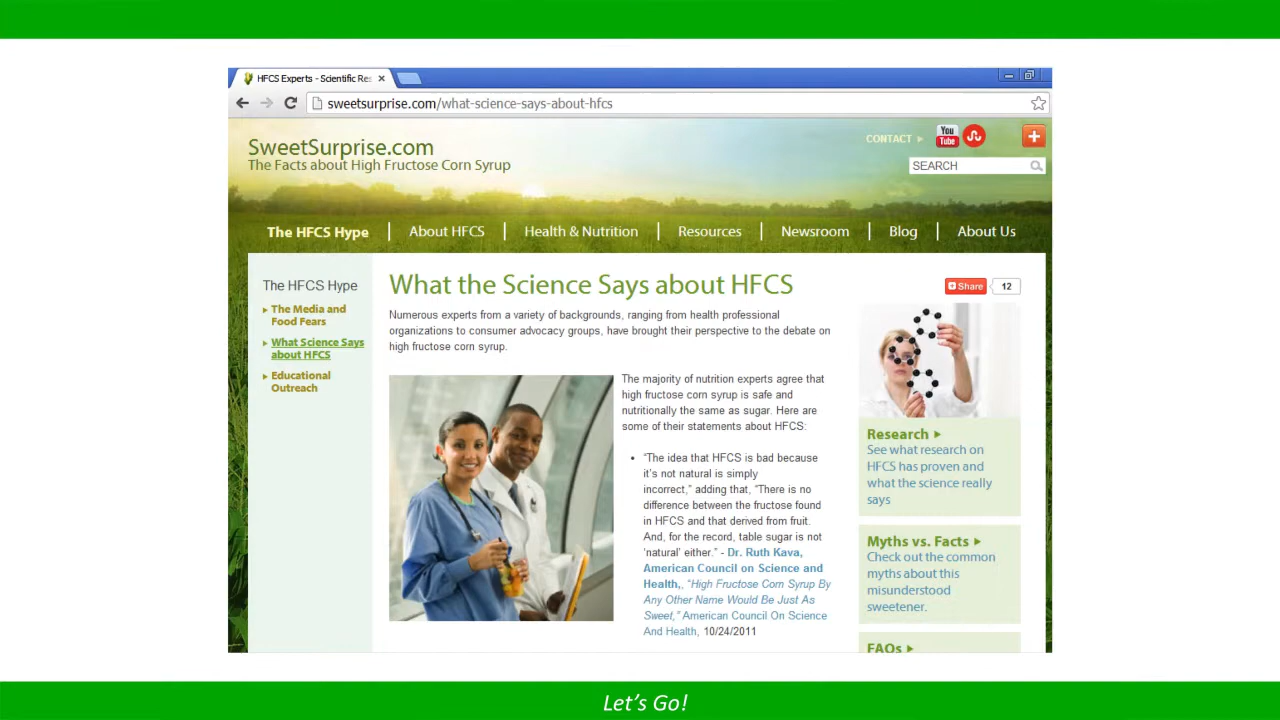 HFCS Experts - Scientific Res
sweetsurprise.com/what-science-says-about-hfcs
SweetSurprise.com
The Facts about High Fructose Corn Syrup
CONTACT
You
Tube
SEARCH
The HFCS Hype
About HFCS
Health & Nutrition
Resources
Newsroom
Blog
About Us
The HFCS Hype
The Media and
Food Fears
What Science Says
about HFCS
Educational
Outreach
What the Science Says about HFCS
Numerous experts from a variety of backgrounds, ranging from health professional
organizations to consumer advocacy groups, have brought their perspective to the debate on
high fructose corn syrup.
The majority of nutrition experts agree that
high fructose corn syrup is safe and
nutritionally the same as sugar. Here are
some of their statements about HFCS:
• “The idea that HFCS is bad because
it’s not natural is simply
incorrect,” adding that, “There is no
difference between the fructose found
in HFCS and that derived from fruit.
And, for the record, table sugar is not
‘natural’ either.” - Dr. Ruth Kava,
American Council on Science and
Health,, “High Fructose Corn Syrup By
Any Other Name Would Be Just As
Sweet,” American Council On Science
And Health, 10/24/2011
Share
12
Research
See what research on
HFCS has proven and
what the science really
says
Myths vs. Facts
Check out the common
myths about this
misunderstood
sweetener.
FAQs
Let’s Go!